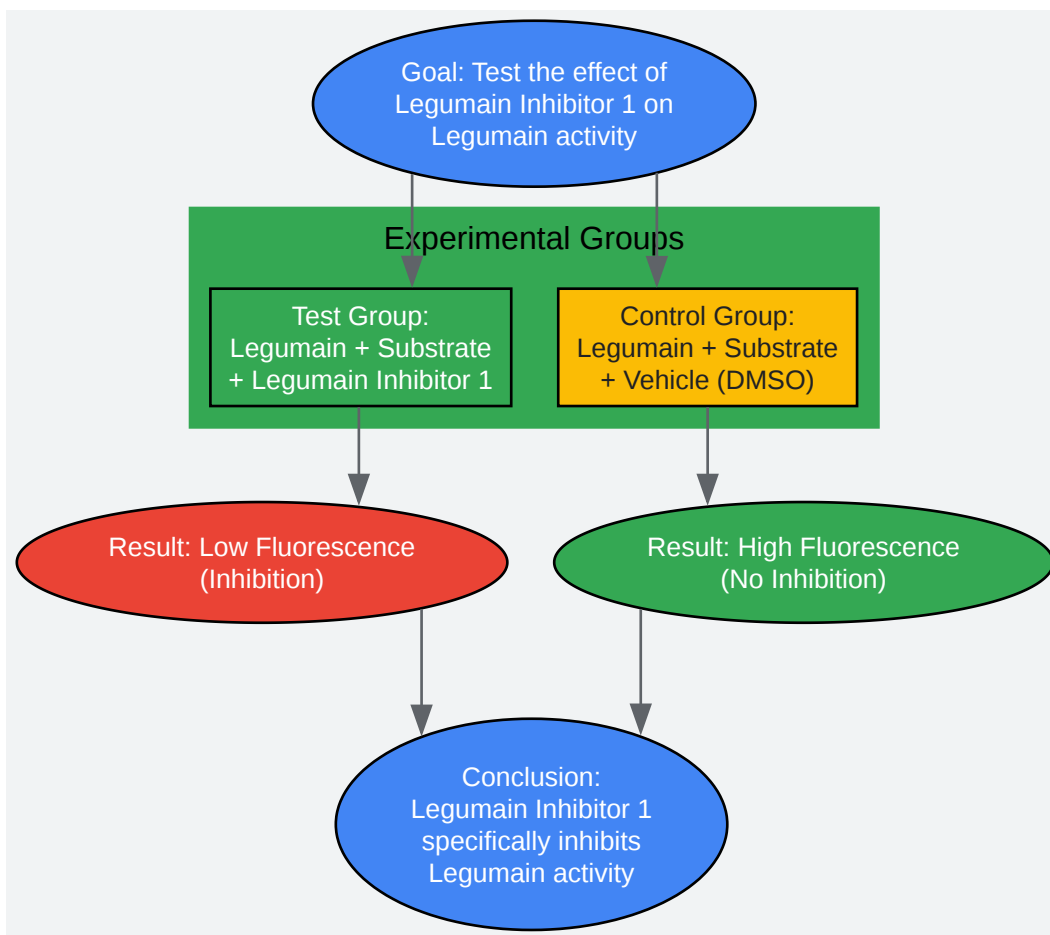 Goal: Test the effect of
Legumain Inhibitor 1 on
Legumain activity
Experimental Groups
Test Group:
Legumain + Substrate
+ Legumain Inhibitor 1
Control Group:
Legumain + Substrate
+ Vehicle (DMSO)
Result: Low Fluorescence
(Inhibition)
Result: High Fluorescence
(No Inhibition)
Conclusion:
Legumain Inhibitor 1
specifically inhibits
Legumain activity